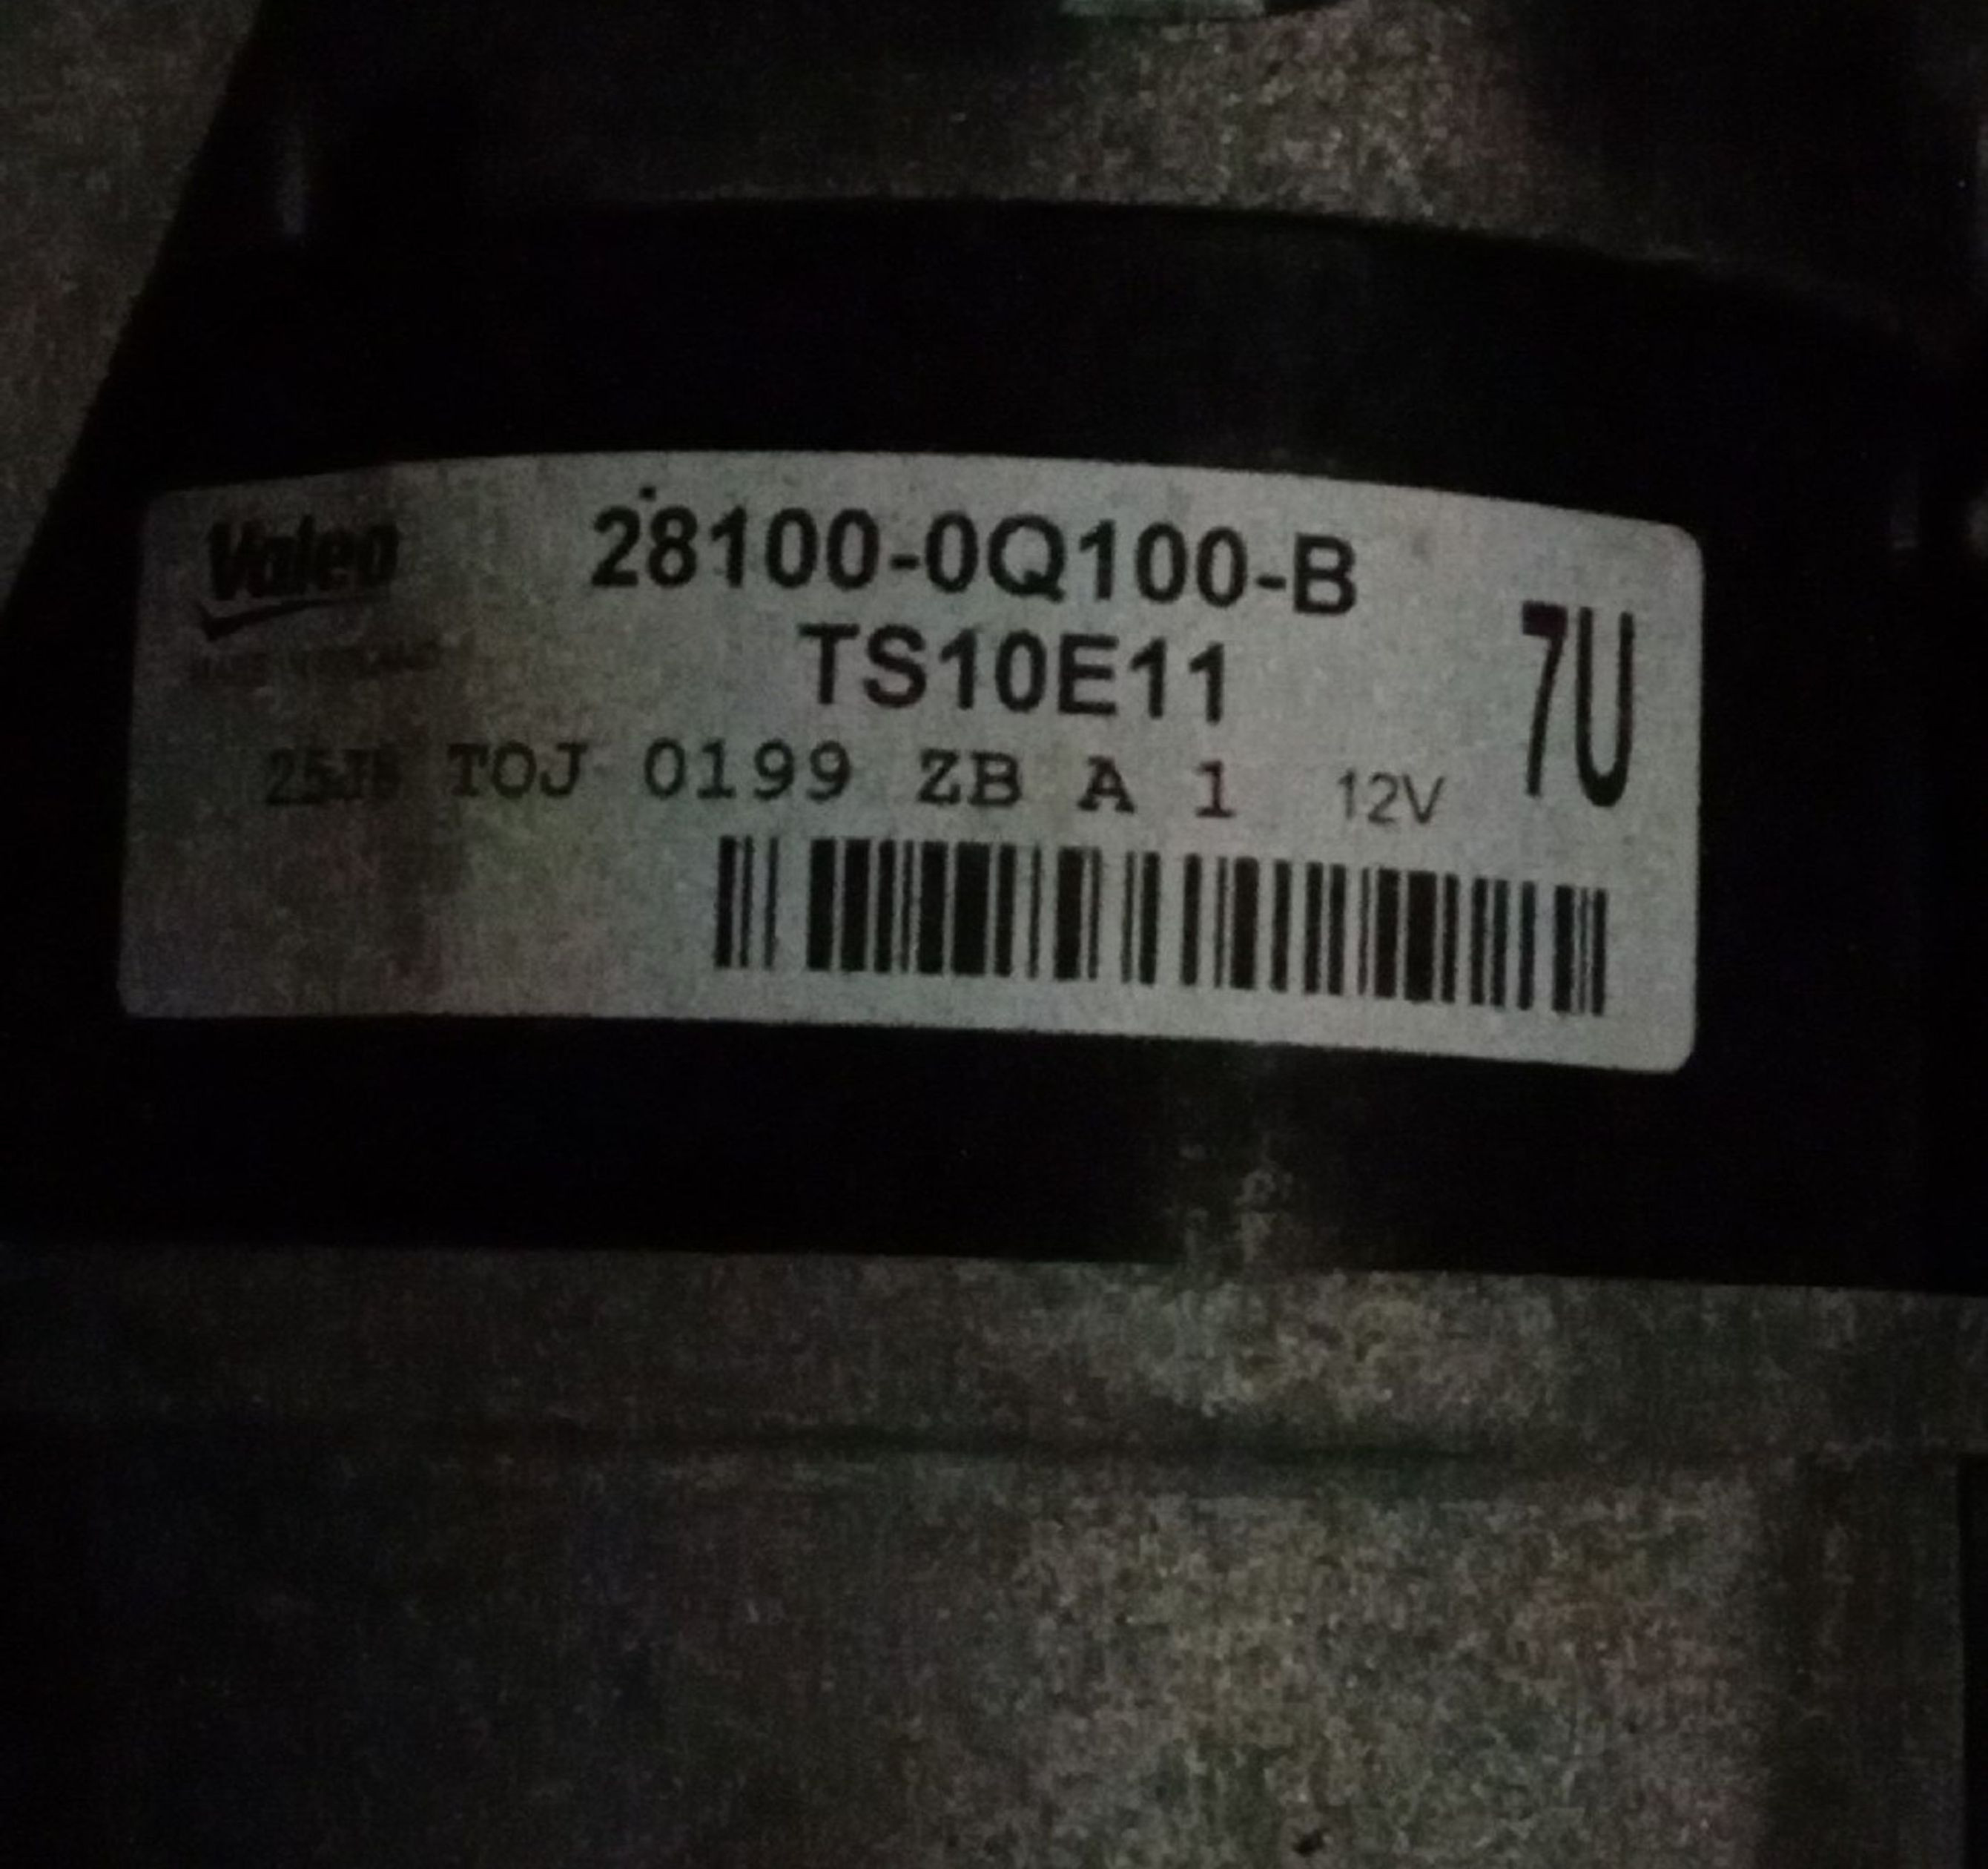 Valeo
28100-0Q100-B
TS10E11
7U
TOJ 0199 ZB A 1 12V